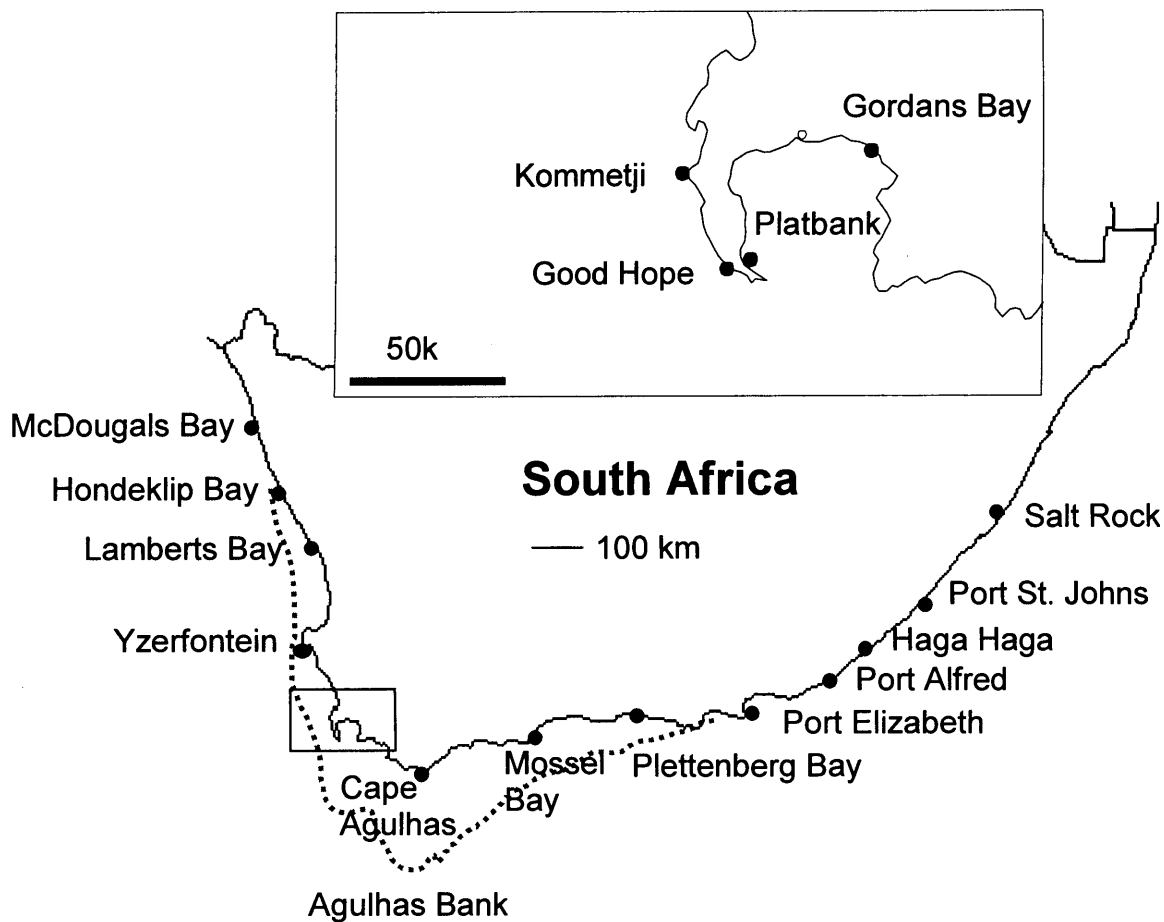 Gordans Bay
Kommetji
Platbank
Good Hope
50k
McDougals Bay
Hondeklip Bay
South Africa
Salt Rock
Lamberts Bay
100 km
Port St. Johns
Yzerfontein
Haga Haga
Port Alfred
Port Elizabeth
Mossel
Bay
Plettenberg Bay
Cape
Agulhas
Agulhas Bank